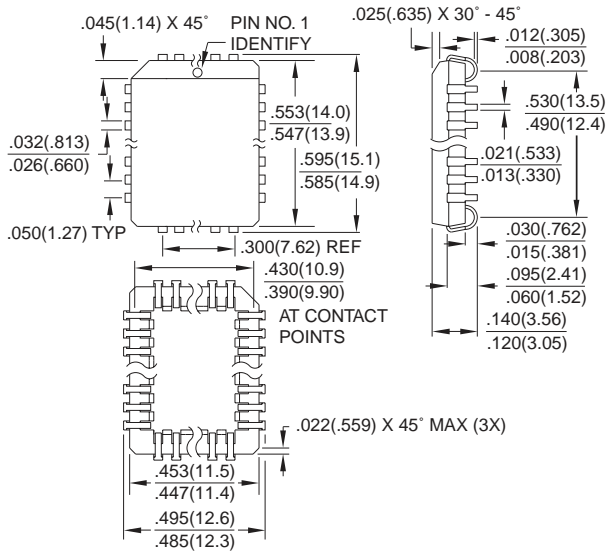 .045(1.14) X 45˚
PIN NO. 1
IDENTIFY
.025(.635) X 30˚ - 45˚
.012(.305)
.008(.203)
.553(14.0)
.547(13.9)
.530(13.5)
.490(12.4)
.032(.813)
.026(.660)
.595(15.1)
.585(14.9)
.021(.533)
.013(.330)
.050(1.27) TYP
.300(7.62) REF
.030(.762)
.015(.381)
.430(10.9)
.390(9.90)
AT CONTACT
POINTS
.095(2.41)
.060(1.52)
.140(3.56)
.120(3.05)
.022(.559) X 45˚ MAX (3X)
.453(11.5)
.447(11.4)
.495(12.6)
.485(12.3)